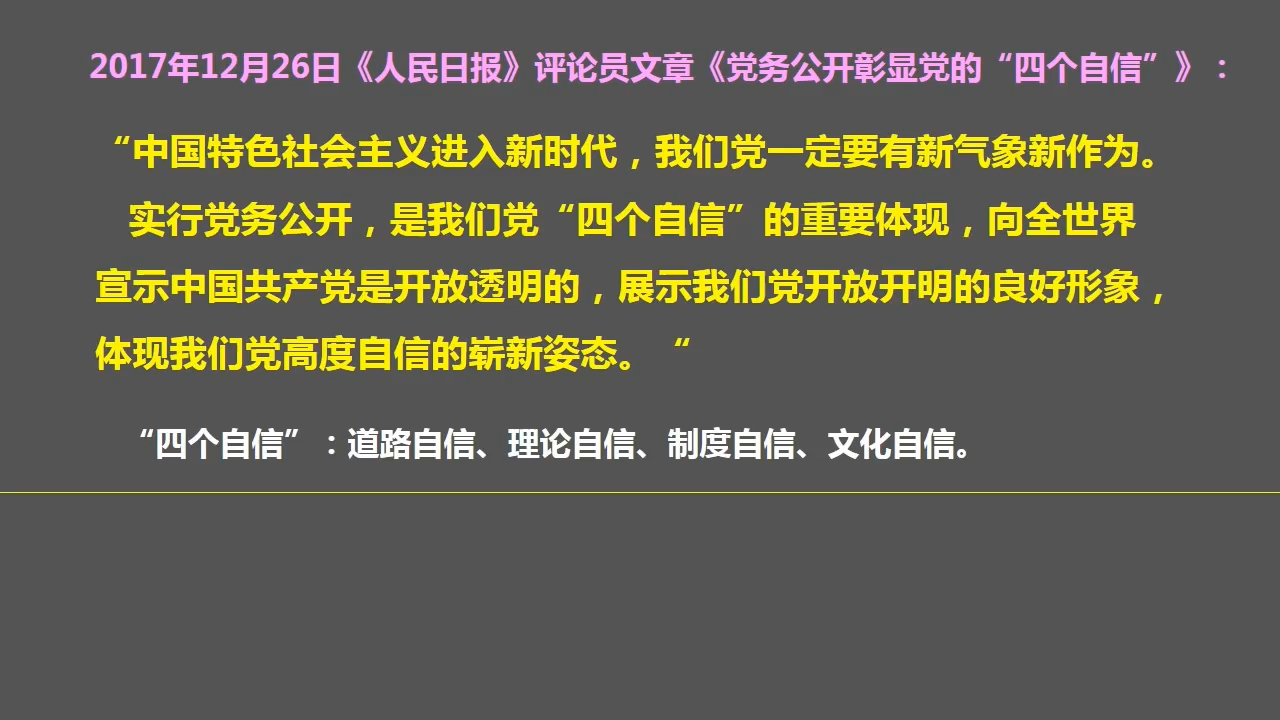 2017年12月26日《人民日报》评论员文章《党务公开彰显党的“四个自信”》：
“中国特色社会主义进入新时代，我们党一定要有新气象新作为。
实行党务公开，是我们党“四个自信”的重要体现，向全世界
宣示中国共产党是开放透明的，展示我们党开放开明的良好形象，
体现我们党高度自信的崭新姿态。“
“四个自信”：道路自信、理论自信、制度自信、文化自信。